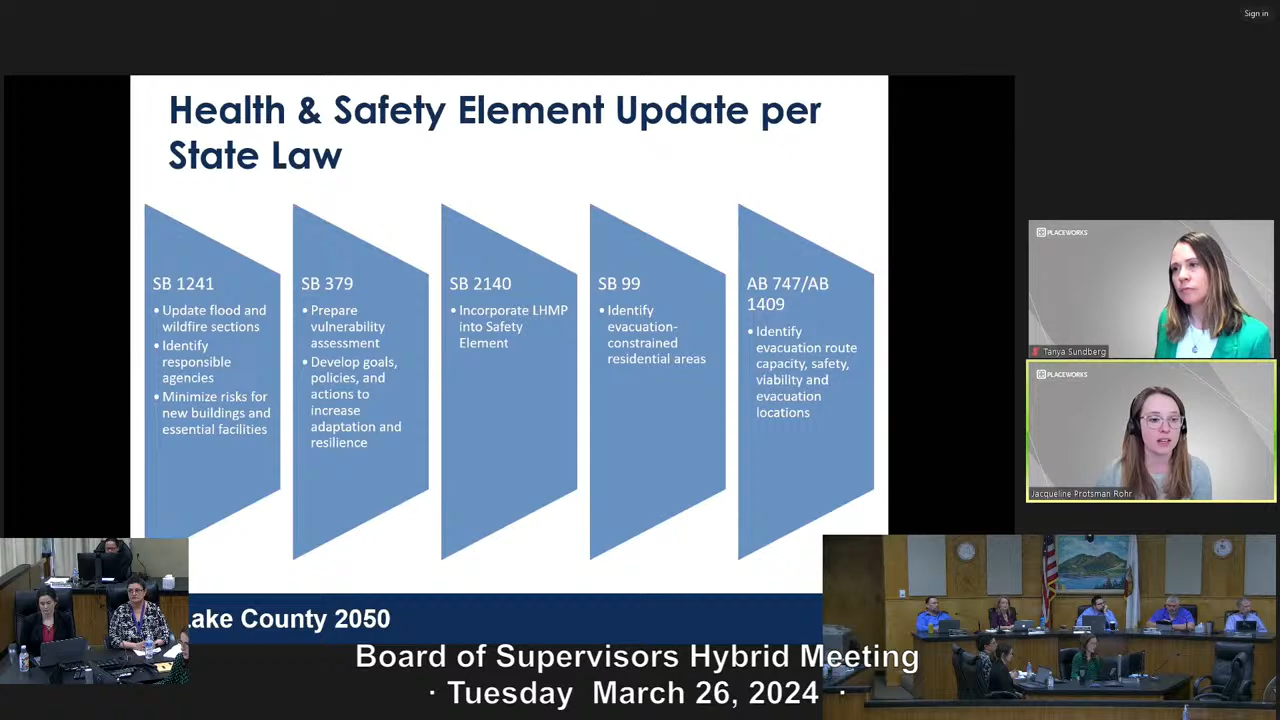 Sign in
Health & Safety Element Update per
State Law
SB 1241
• Update flood and
wildfire sections
• Identify
responsible
agencies
• Minimize risks for
new buildings and
essential facilities
SB 379
• Prepare
vulnerability
assessment
• Develop goals,
policies, and
actions to
increase
adaptation and
resilience
SB 2140
• Incorporate LHMP
into Safety
Element
SB 99
• Identify
evacuation-
constrained
residential areas
AB 747/AB
1409
• Identify
evacuation route
capacity, safety,
viability and
evacuation
locations
PLACEWORKS
Tanya Sundberg
PLACEWORKS
Jacqueline Protsman Rohr
Lake County 2050
Board of Supervisors Hybrid Meeting
· Tuesday March 26, 2024 ·